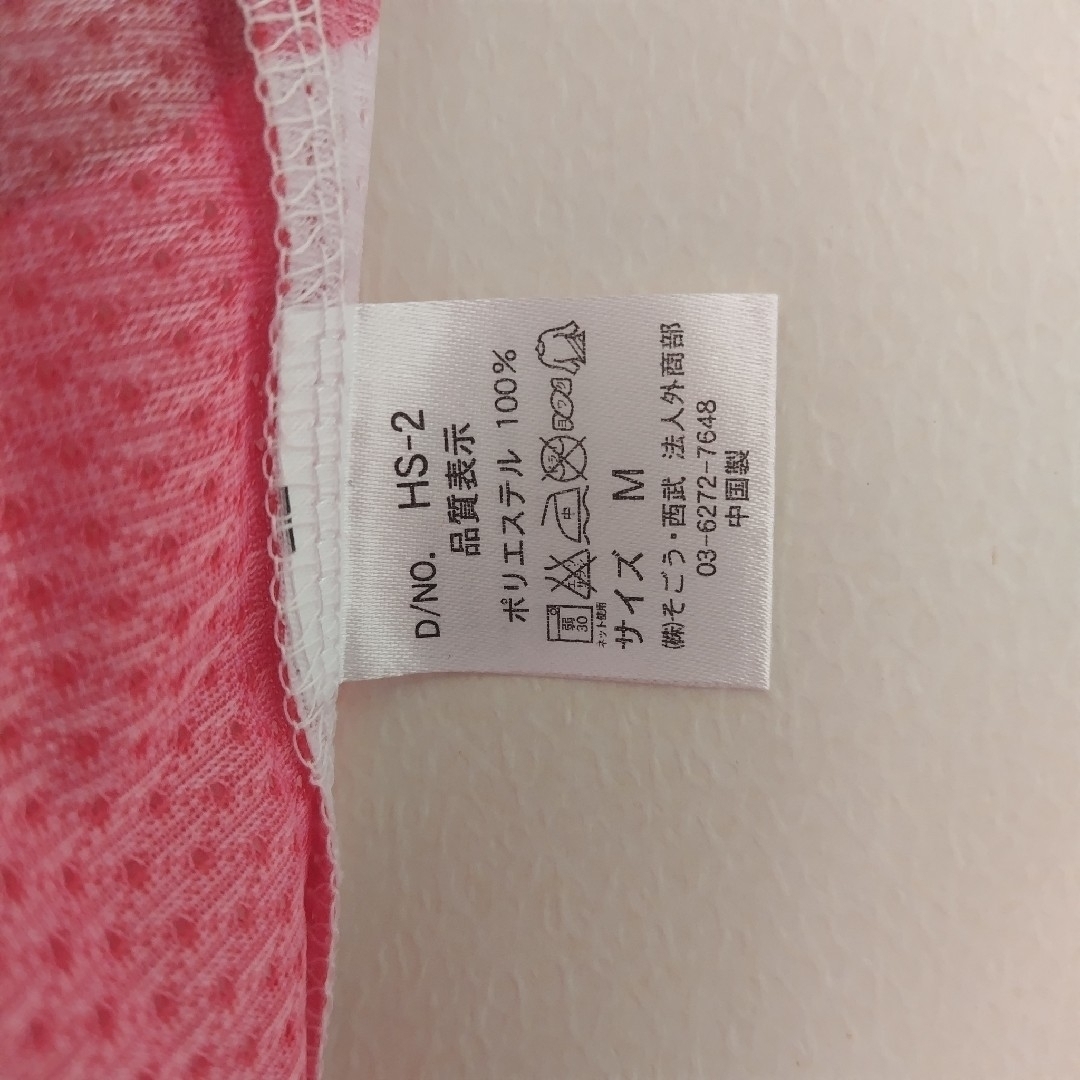 D/NO. HS-2
品質表示
ポリエステル 100%
弱
30
中
ネット使用
サイズ M
㈱そごう・西武 法人外商部
03-6272-7648
中国製